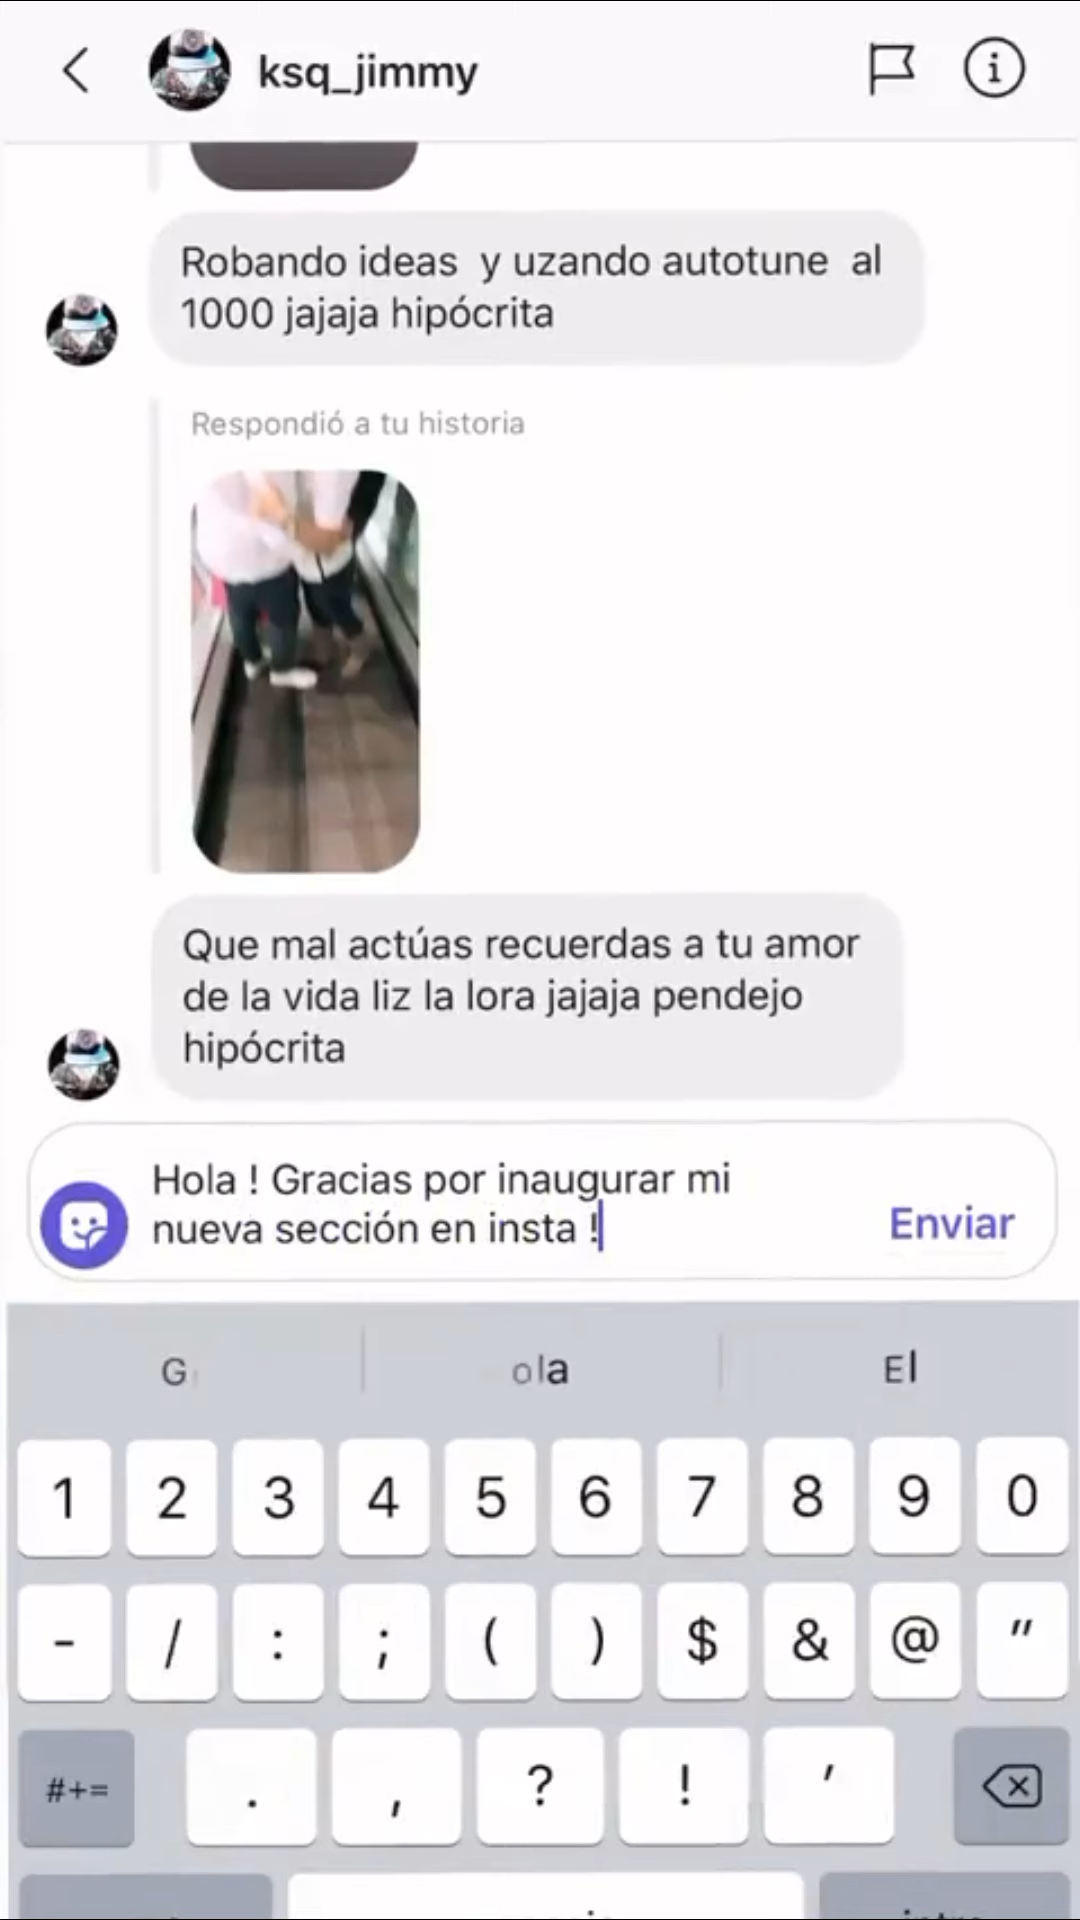 ksq_jimmy
Robando ideas y uzando autotune al
1000 jajaja hipócrita
Respondió a tu historia
Que mal actúas recuerdas a tu amor
de la vida liz la lora jajaja pendejo
hipócrita
Hola ! Gracias por inaugurar mi
nueva sección en insta !
Enviar
G
ola
El
1 2 3 4 5 6 7 8 9 0
- / : ; ( ) $ & @ "
#+= . , ? ! '